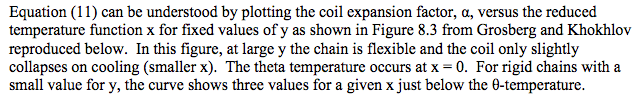 Equation (11) can be understood by plotting the coil expansion factor, α, versus the reduced
temperature function x for fixed values of y as shown in Figure 8.3 from Grosberg and Khokhlov
reproduced below.  In this figure, at large y the chain is flexible and the coil only slightly
collapses on cooling (smaller x).  The theta temperature occurs at x = 0.  For rigid chains with a
small value for y, the curve shows three values for a given x just below the θ-temperature.